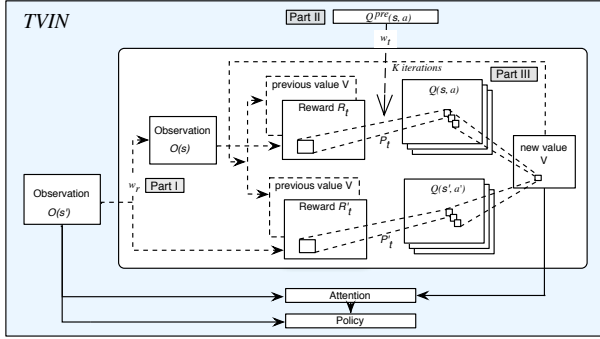 TVIN
Part II
Q^pre(s, a)
w_t
K iterations
Part III
previous value V
Reward R_t
Q(s, a)
P_t
Observation
O(s)
new value
V
Observation
O(s')
w_r
Part I
previous value V
Reward R'_t
Q(s', a')
P'_t
Attention
Policy